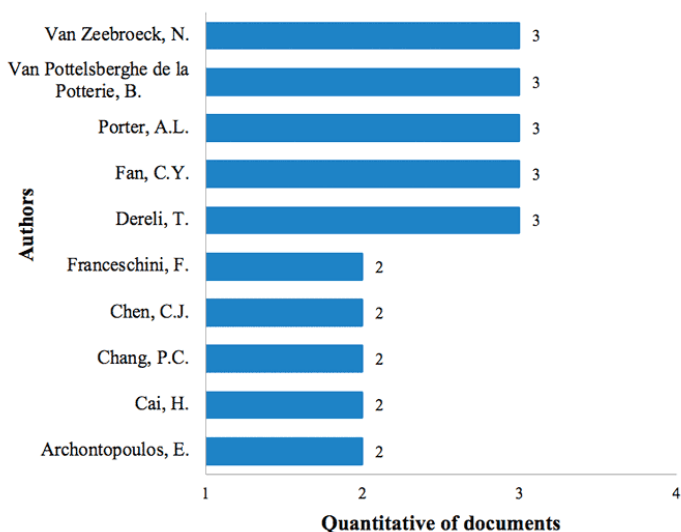 Van Zeebroeck, N.
3
Van Pottelsberghe de la
Potterie, B.
3
Porter, A.L.
3
Fan, C.Y.
3
Dereli, T.
3
Franceschini, F.
2
Chen, C.J.
2
Chang, P.C.
2
Cai, H.
2
Archontopoulos, E.
2
Authors
1 2 3 4
Quantitative of documents